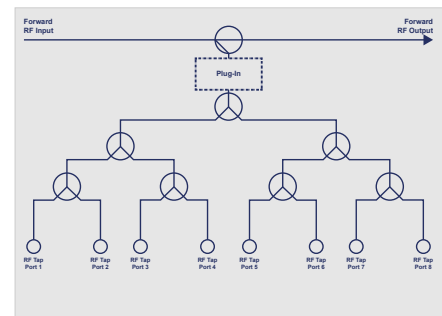 Forward
RF Input
Forward
RF Output
Plug-In
RF Tap
Port 1
RF Tap
Port 2
RF Tap
Port 3
RF Tap
Port 4
RF Tap
Port 5
RF Tap
Port 6
RF Tap
Port 7
RF Tap
Port 8